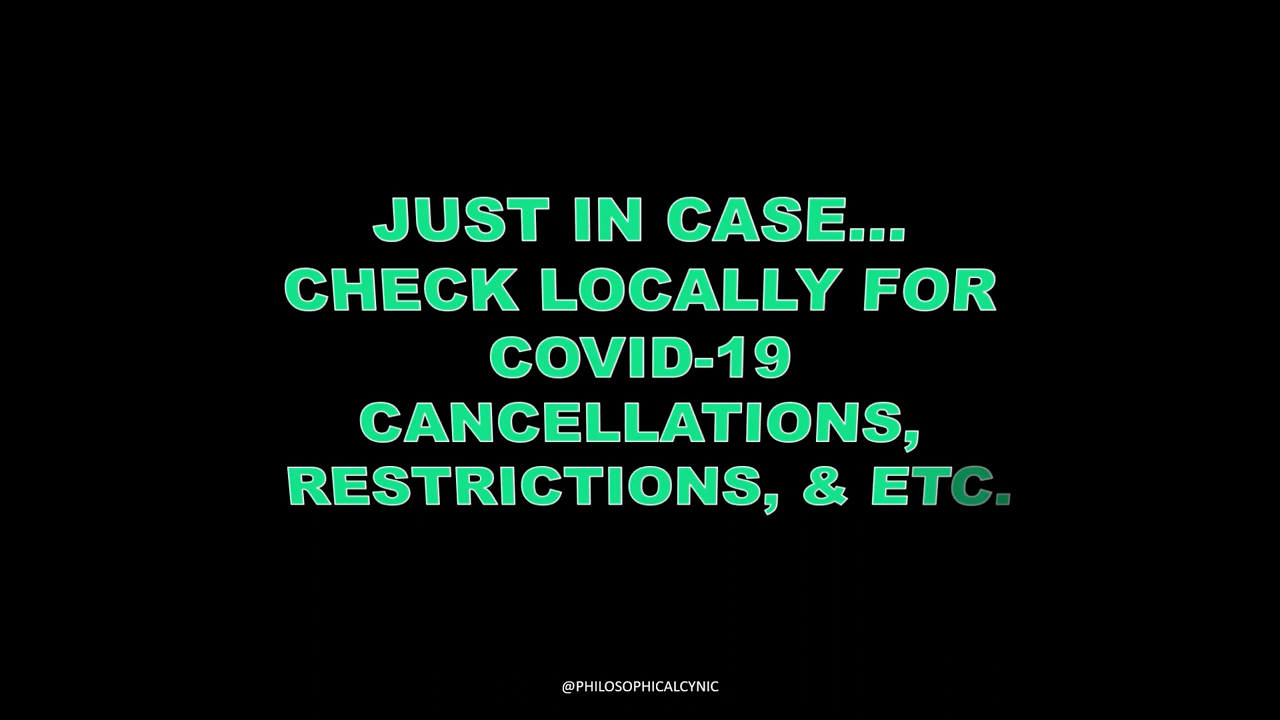 JUST IN CASE...
CHECK LOCALLY FOR
COVID-19
CANCELLATIONS,
RESTRICTIONS, & ETC.
@PHILOSOPHICALCYNIC